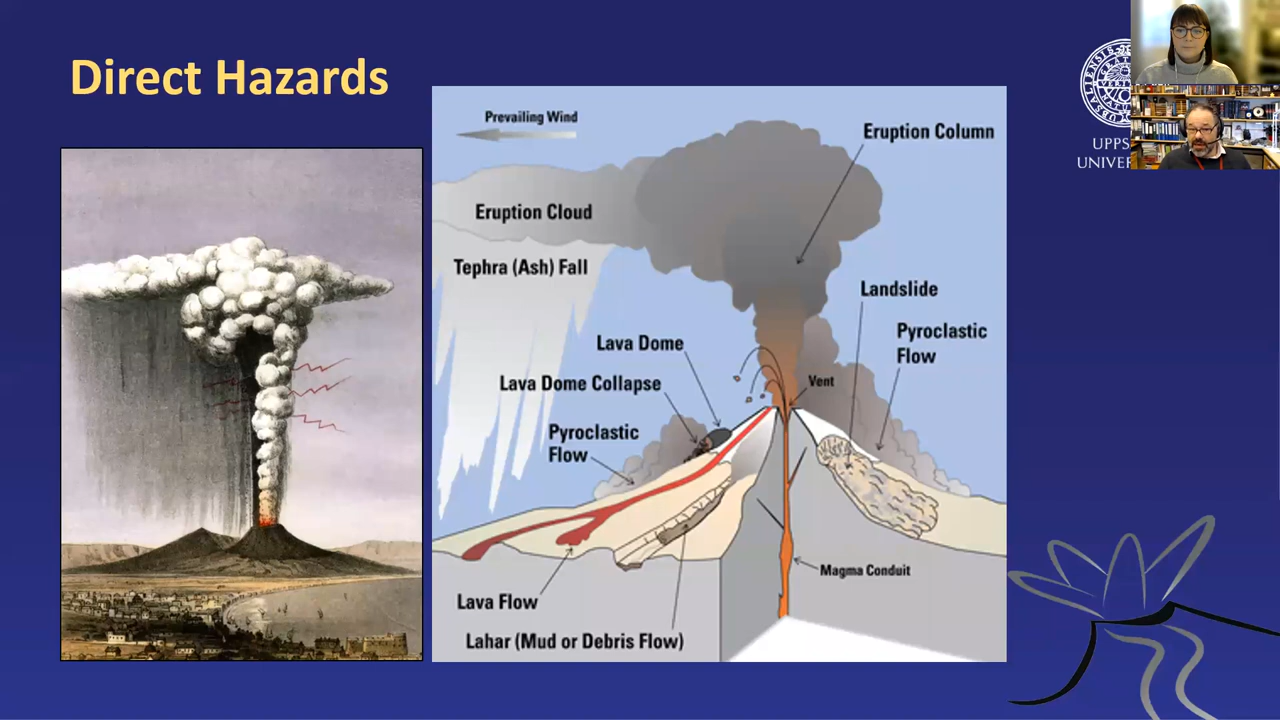 Direct Hazards
Prevailing Wind
Eruption Column
Eruption Cloud
Tephra (Ash) Fall
Landslide
Pyroclastic
Flow
Lava Dome
Lava Dome Collapse
Vent
Pyroclastic
Flow
Magma Conduit
Lava Flow
Lahar (Mud or Debris Flow)
UPPS
UNIVER